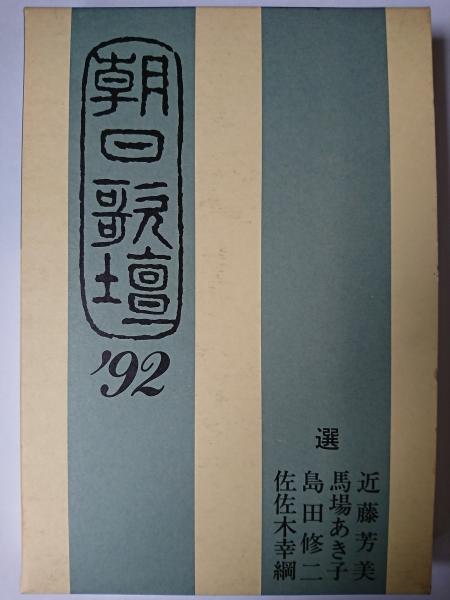 朝日歌壇
'92
選
近藤芳美
馬場あき子
島田修二
佐佐木幸綱